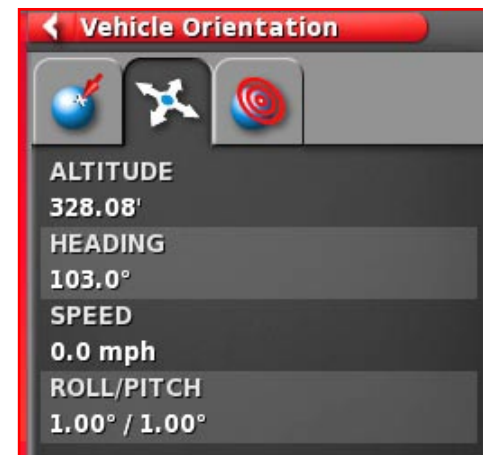 Vehicle Orientation
ALTITUDE
328.08'
HEADING
103.0°
SPEED
0.0 mph
ROLL/PITCH
1.00° / 1.00°